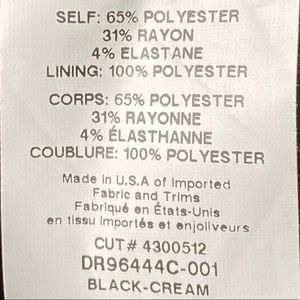 SELF: 65% POLYESTER
31% RAYON
4% ELASTANE
LINING: 100% POLYESTER
CORPS: 65% POLYESTER
31% RAYONNE
4% ÉLASTHANNE
COUBLURE: 100% POLYESTER
Made in U.S.A of Imported
Fabric and Trims
Fabriqué en États-Unis
en tissu importés et enjoliveurs
CUT# 4300512
DR96444C-001
BLACK-CREAM